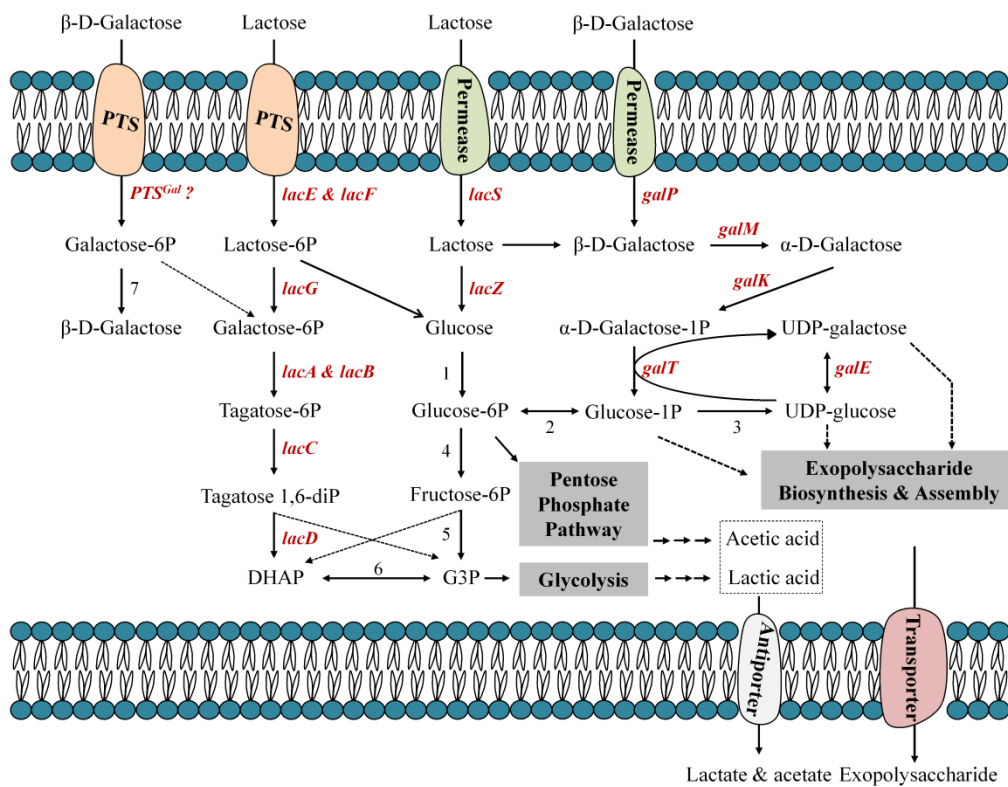 β-D-Galactose Lactose Lactose β-D-Galactose
PTS PTS Permease Permease
PTS^Gal ? lacE & lacF lacS galP
Galactose-6P Lactose-6P Lactose β-D-Galactose galM α-D-Galactose
7 lacG lacZ galK
β-D-Galactose Galactose-6P Glucose α-D-Galactose-1P UDP-galactose
lacA & lacB 1 galT galE
Tagatose-6P Glucose-6P 2 Glucose-1P 3 UDP-glucose
lacC 4
Tagatose 1,6-diP Fructose-6P
Pentose
Phosphate
Pathway
Exopolysaccharide
Biosynthesis & Assembly
lacD 5
Acetic acid
DHAP 6 G3P Glycolysis Lactic acid
Antiporter Transporter
Lactate & acetate Exopolysaccharide